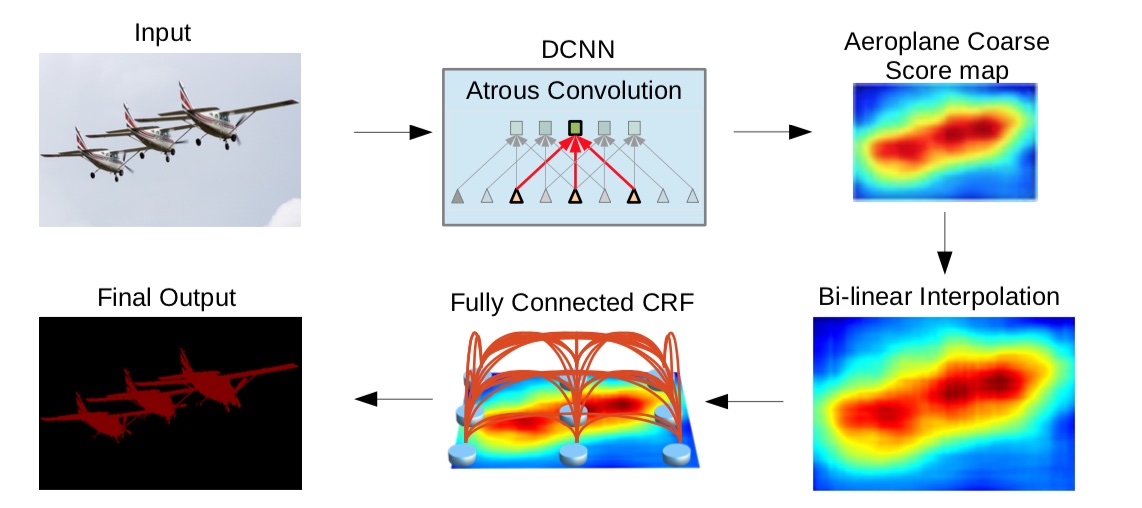 Input
DCNN
Atrous Convolution
Aeroplane Coarse
Score map
Final Output
Fully Connected CRF
Bi-linear Interpolation